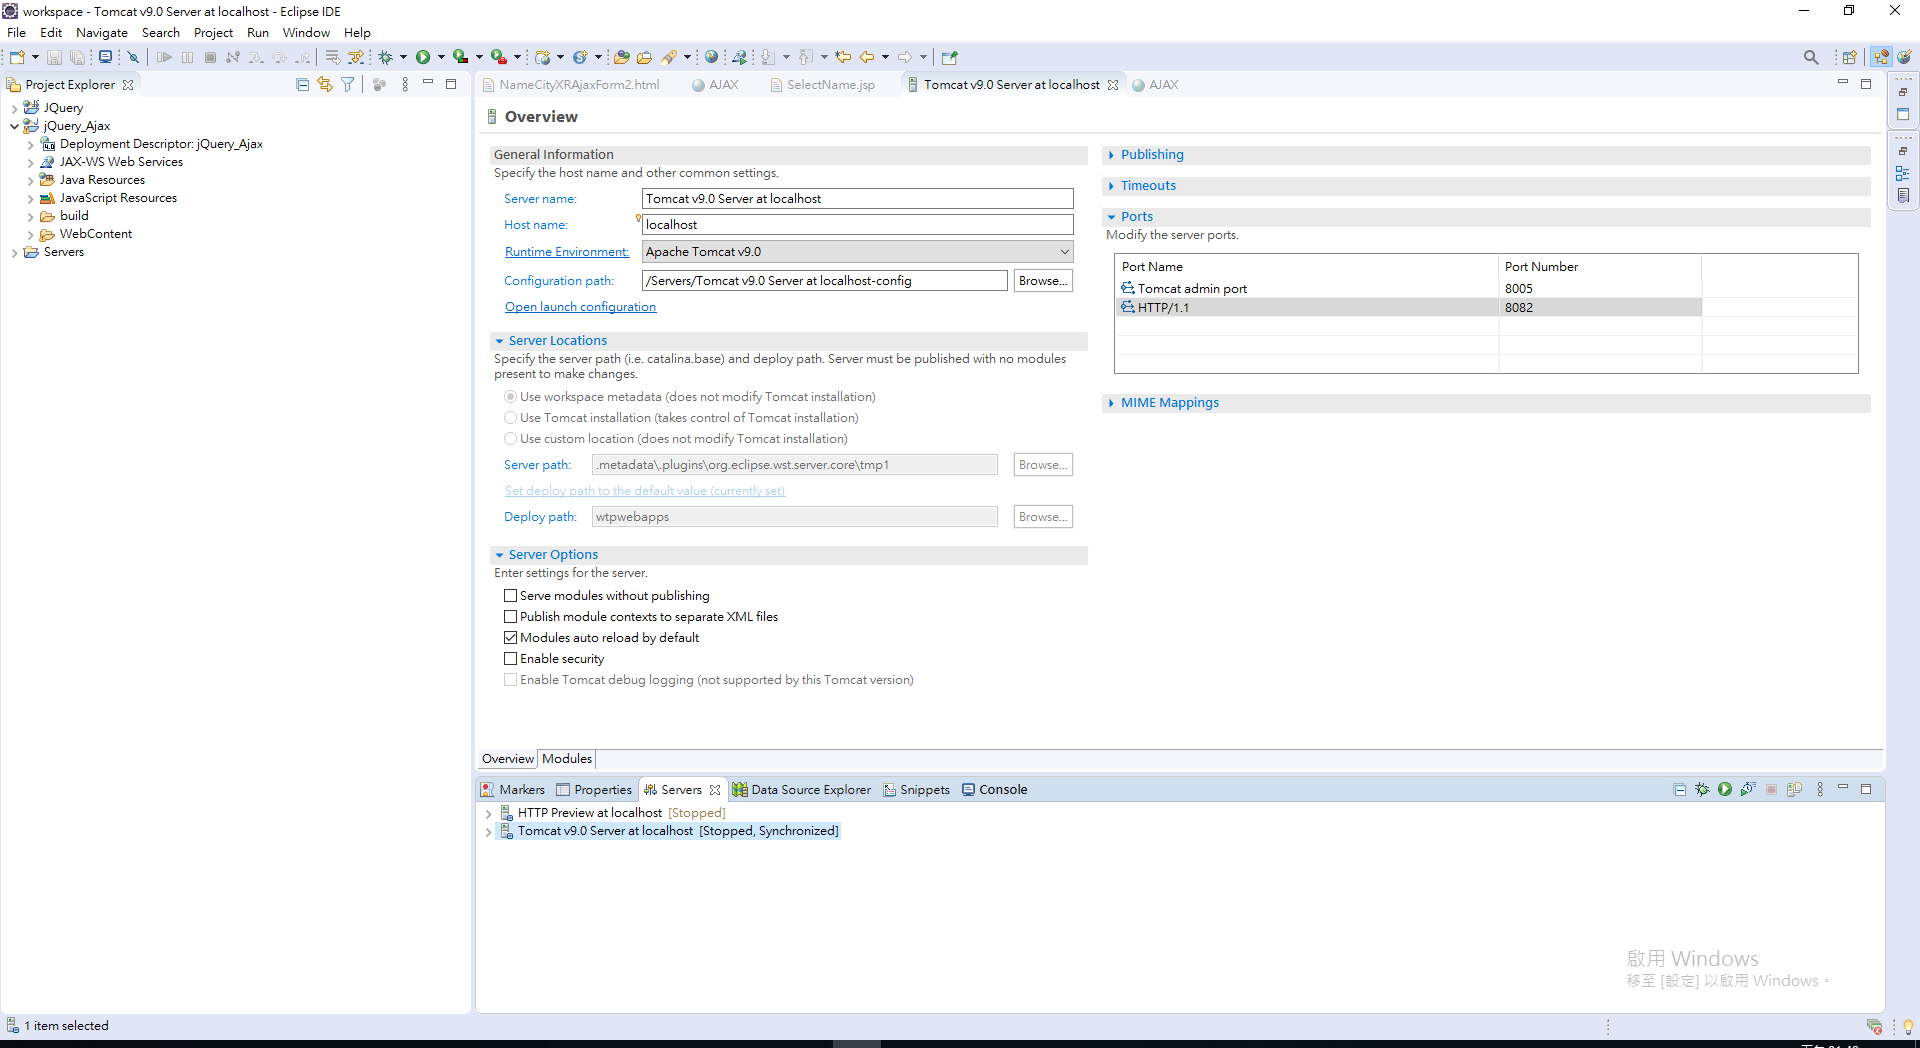 workspace - Tomcat v9.0 Server at localhost - Eclipse IDE
File Edit Navigate Search Project Run Window Help
Project Explorer
JQuery
jQuery_Ajax
Deployment Descriptor: jQuery_Ajax
JAX-WS Web Services
Java Resources
JavaScript Resources
build
WebContent
Servers
NameCityXRAjaxForm2.html AJAX SelectName.jsp Tomcat v9.0 Server at localhost AJAX
Overview
General Information
Specify the host name and other common settings.
Server name: Tomcat v9.0 Server at localhost
Host name: localhost
Runtime Environment: Apache Tomcat v9.0
Configuration path: /Servers/Tomcat v9.0 Server at localhost-config Browse...
Open launch configuration
Server Locations
Specify the server path (i.e. catalina.base) and deploy path. Server must be published with no modules
present to make changes.
Use workspace metadata (does not modify Tomcat installation)
Use Tomcat installation (takes control of Tomcat installation)
Use custom location (does not modify Tomcat installation)
Server path: .metadata\.plugins\org.eclipse.wst.server.core\tmp1 Browse...
Set deploy path to the default value (currently set)
Deploy path: wtpwebapps Browse...
Server Options
Enter settings for the server.
Serve modules without publishing
Publish module contexts to separate XML files
Modules auto reload by default
Enable security
Enable Tomcat debug logging (not supported by this Tomcat version)
Publishing
Timeouts
Ports
Modify the server ports.
Port Name Port Number
Tomcat admin port 8005
HTTP/1.1 8082
MIME Mappings
Overview Modules
Markers Properties Servers Data Source Explorer Snippets Console
HTTP Preview at localhost [Stopped]
Tomcat v9.0 Server at localhost [Stopped, Synchronized]
啟用 Windows
移至 [設定] 以啟用 Windows。
1 item selected